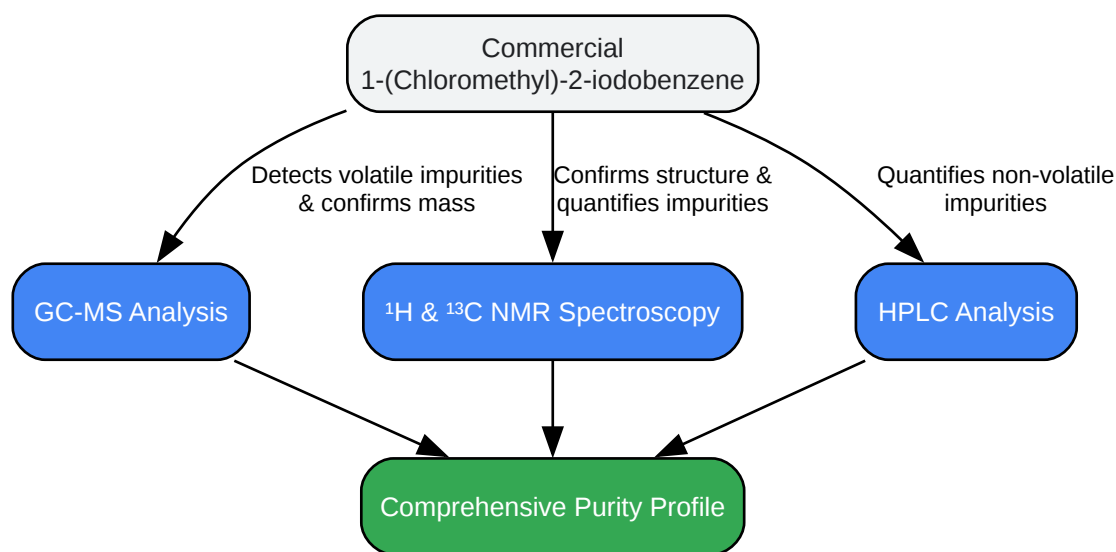 Commercial
1-(Chloromethyl)-2-iodobenzene
Detects volatile impurities
& confirms mass
Confirms structure &
quantifies impurities
Quantifies non-volatile
impurities
GC-MS Analysis
¹H & ¹³C NMR Spectroscopy
HPLC Analysis
Comprehensive Purity Profile